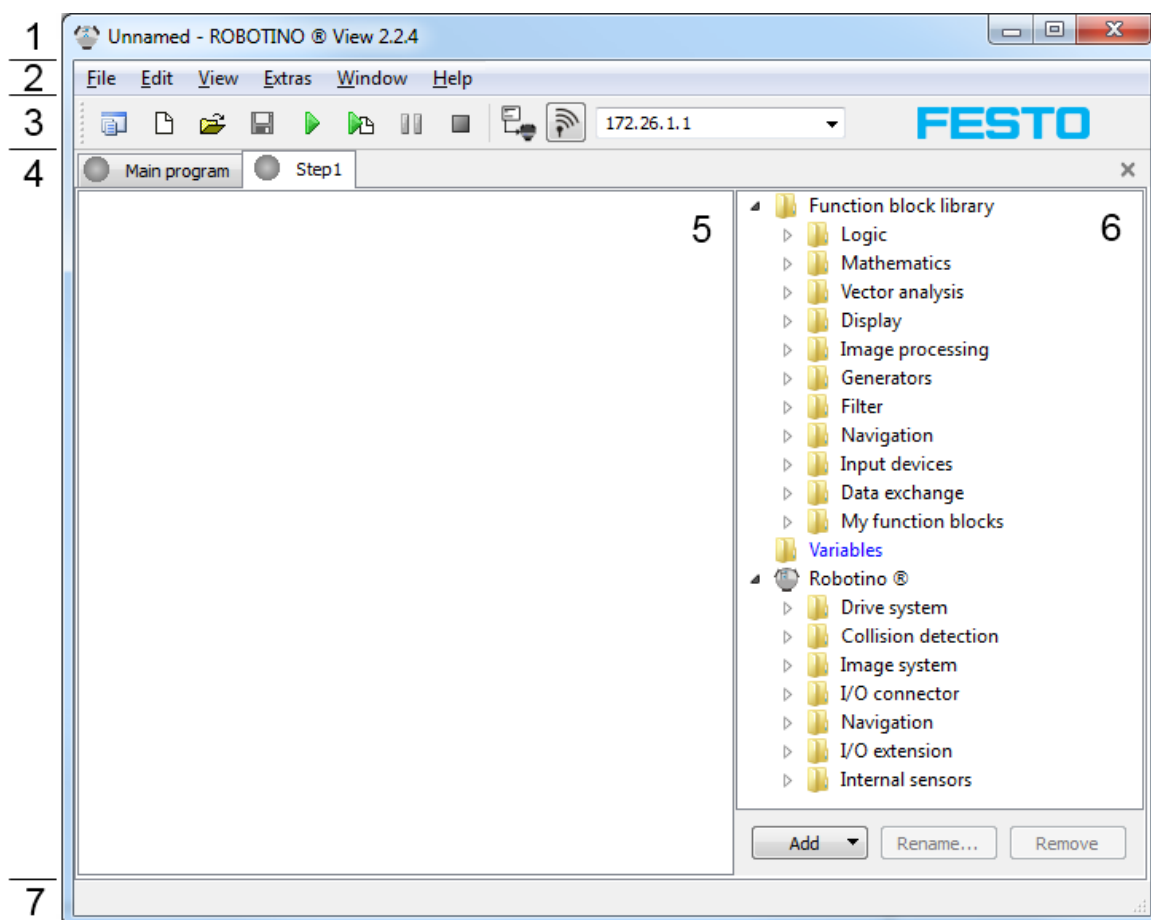 1
Unnamed - ROBOTINO ® View 2.2.4
2
File Edit View Extras Window Help
3
172.26.1.1
FESTO
4
Main program Step1
5
6
Function block library
Logic
Mathematics
Vector analysis
Display
Image processing
Generators
Filter
Navigation
Input devices
Data exchange
My function blocks
Variables
Robotino ®
Drive system
Collision detection
Image system
I/O connector
Navigation
I/O extension
Internal sensors
Add Rename... Remove
7